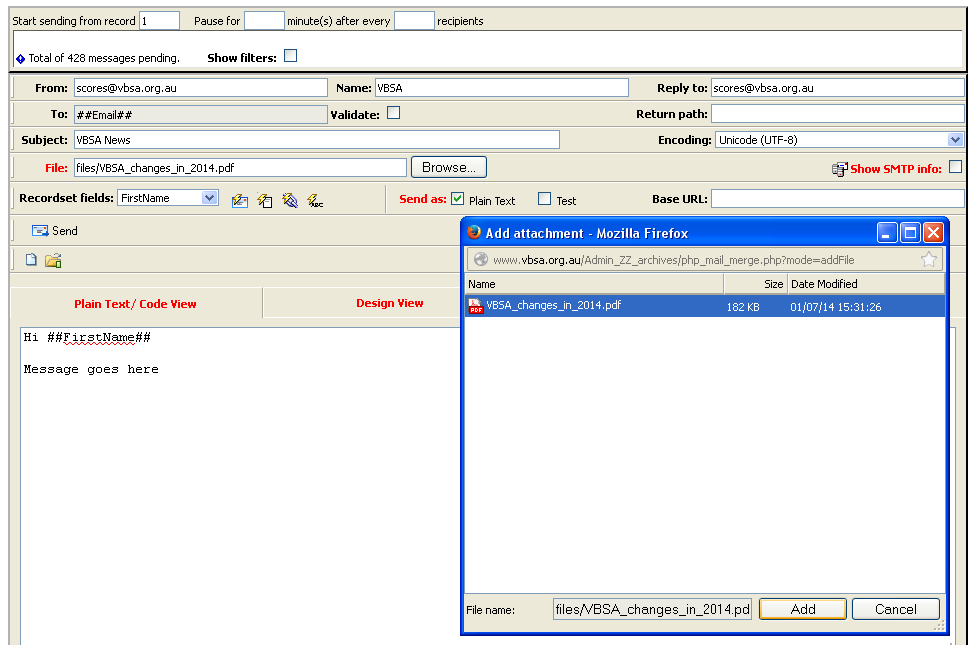 Start sending from record 1 Pause for minute(s) after every recipients
Total of 428 messages pending. Show filters:
From: scores@vbsa.org.au Name: VBSA Reply to: scores@vbsa.org.au
To: ##Email## Validate: Return path:
Subject: VBSA News Encoding: Unicode (UTF-8)
File: files/VBSA_changes_in_2014.pdf Browse... Show SMTP info:
Recordset fields: FirstName ABC Send as: Plain Text Test Base URL:
Send
Plain Text/ Code View Design View
Hi ##FirstName##
Message goes here
Add attachment - Mozilla Firefox
www.vbsa.org.au/Admin_ZZ_archives/php_mail_merge.php?mode=addFile
Name Size Date Modified
PDF VBSA_changes_in_2014.pdf 182 KB 01/07/14 15:31:26
File name: files/VBSA_changes_in_2014.pd Add Cancel